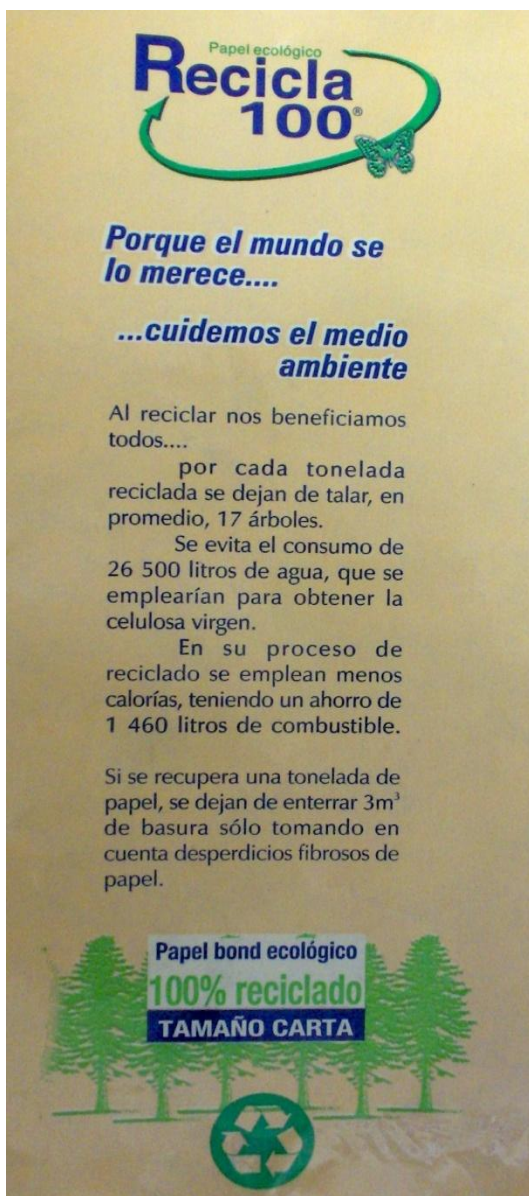 Papel ecológico
Recicla
100®
Porque el mundo se
lo merece....
...cuidemos el medio
ambiente
Al reciclar nos beneficiamos
todos....
por cada tonelada
reciclada se dejan de talar, en
promedio, 17 árboles.
Se evita el consumo de
26 500 litros de agua, que se
emplearían para obtener la
celulosa virgen.
En su proceso de
reciclado se emplean menos
calorías, teniendo un ahorro de
1 460 litros de combustible.
Si se recupera una tonelada de
papel, se dejan de enterrar 3m³
de basura sólo tomando en
cuenta desperdicios fibrosos de
papel.
Papel bond ecológico
100% reciclado
TAMAÑO CARTA